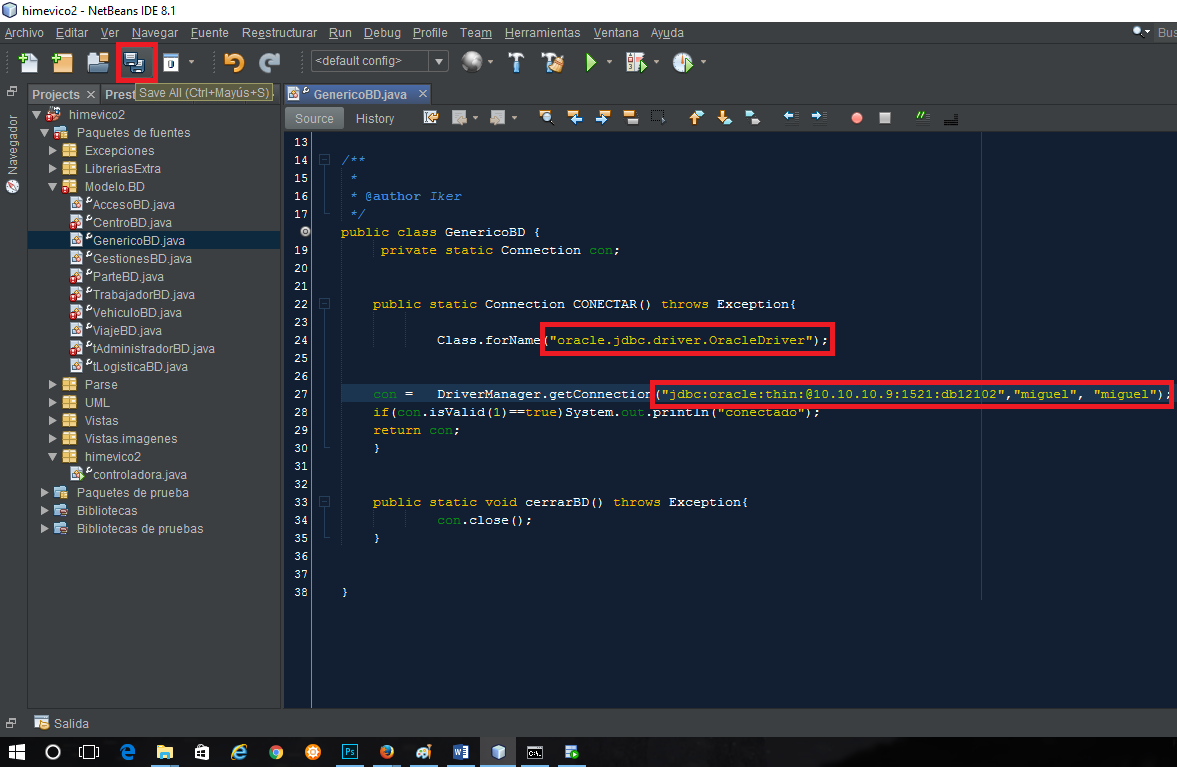 himevico2 - NetBeans IDE 8.1
Archivo Editar Ver Navegar Fuente Reestructurar Run Debug Profile Team Herramientas Ventana Ayuda
Bus
<default config>
Save All (Ctrl+Mayús+S)
Projects
Prest
GenericoBD.java
Source History
Navegador
himevico2
Paquetes de fuentes
Excepciones
LibreriasExtra
Modelo.BD
AccesoBD.java
CentroBD.java
GenericoBD.java
GestionesBD.java
ParteBD.java
TrabajadorBD.java
VehiculoBD.java
ViajeBD.java
tAdministradorBD.java
tLogisticaBD.java
Parse
UML
Vistas
Vistas.imagenes
himevico2
controladora.java
Paquetes de prueba
Bibliotecas
Bibliotecas de pruebas
13
14 /**
15 *
16 * @author Iker
17 */
public class GenericoBD {
19 private static Connection con;
20
21
22 public static Connection CONECTAR() throws Exception{
23
24 Class.forName("oracle.jdbc.driver.OracleDriver");
25
26
27 con = DriverManager.getConnection("jdbc:oracle:thin:@10.10.10.9:1521:db12102","miguel", "miguel");
28 if(con.isValid(1)==true)System.out.println("conectado");
29 return con;
30 }
31
32
33 public static void cerrarBD() throws Exception{
34 con.close();
35 }
36
37
38 }
Salida